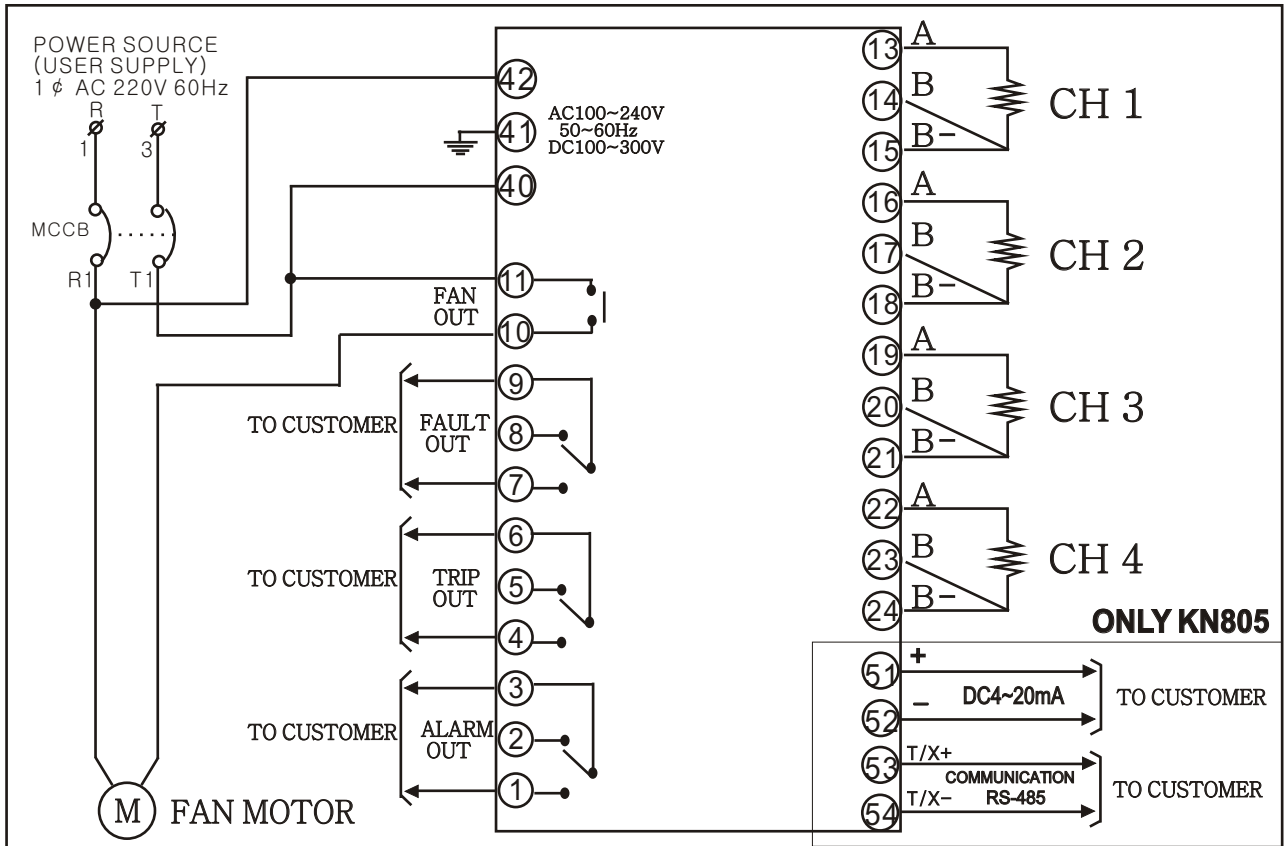 POWER SOURCE
(USER SUPPLY)
1 ¢ AC 220V 60Hz
R T
1 3
MCCB
R1 T1
42
41
40
AC100~240V
50~60Hz
DC100~300V
11
FAN
OUT
10
9
TO CUSTOMER
FAULT
OUT
8
7
6
TO CUSTOMER
TRIP
OUT
5
4
3
TO CUSTOMER
ALARM
OUT
2
1
M FAN MOTOR
13 A
14 B
15 B-
CH 1
16 A
17 B
18 B-
CH 2
19 A
20 B
21 B-
CH 3
22 A
23 B
24 B-
CH 4
ONLY KN805
51 +
52 −
DC4~20mA
TO CUSTOMER
53 T/X+
COMMUNICATION
RS-485
54 T/X−
TO CUSTOMER